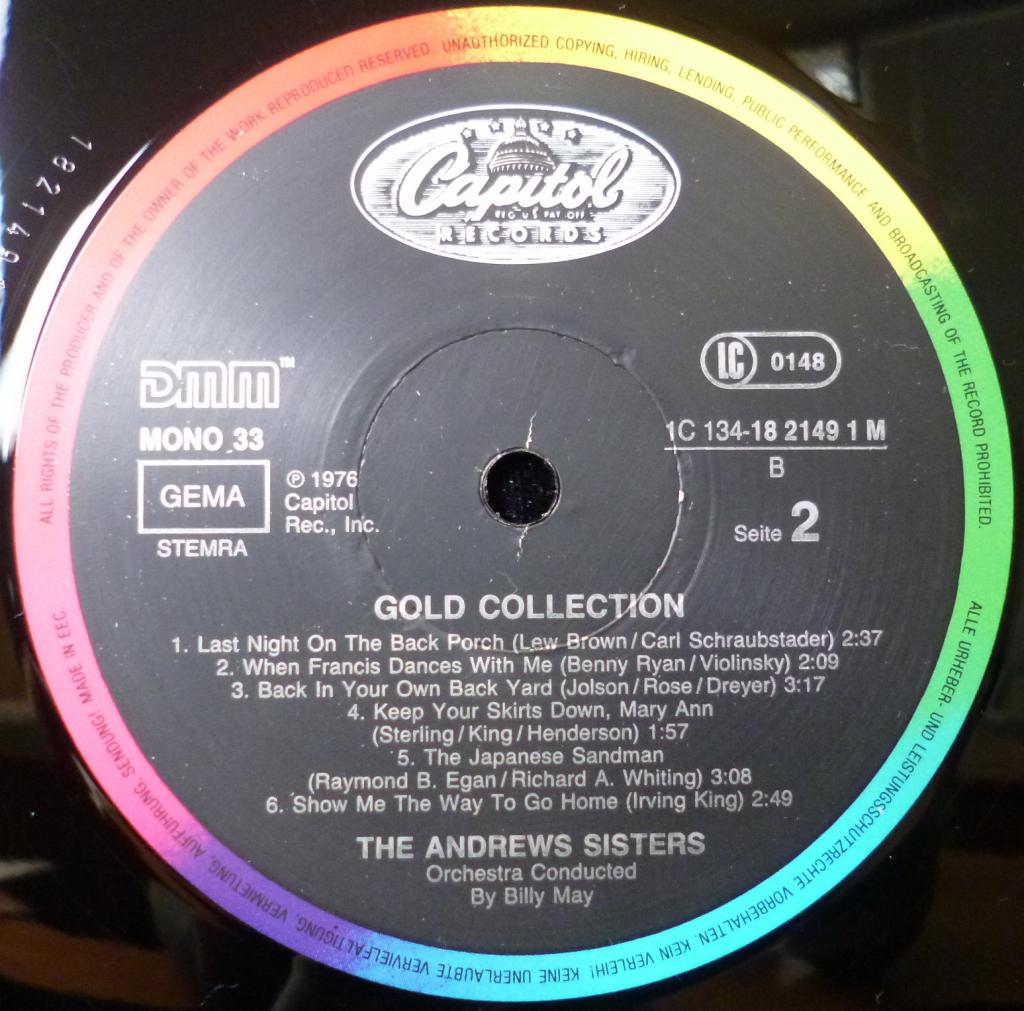 ALL RIGHTS OF THE PRODUCER AND OF THE OWNER OF THE WORK REPRODUCED RESERVED. UNAUTHORIZED COPYING, HIRING, LENDING, PUBLIC PERFORMANCE AND BROADCASTING OF THE RECORD PROHIBITED.
Capitol
REG. U.S. PAT. OFF.
RECORDS
DMM™
LC 0148
MONO 33
1C 134-18 2149 1 M
B
GEMA
STEMRA
℗ 1976
Capitol
Rec., Inc.
Seite 2
GOLD COLLECTION
1. Last Night On The Back Porch (Lew Brown/Carl Schraubstader) 2:37
2. When Francis Dances With Me (Benny Ryan/Violinsky) 2:09
3. Back In Your Own Back Yard (Jolson/Rose/Dreyer) 3:17
4. Keep Your Skirts Down, Mary Ann
(Sterling/King/Henderson) 1:57
5. The Japanese Sandman
(Raymond B. Egan/Richard A. Whiting) 3:08
6. Show Me The Way To Go Home (Irving King) 2:49
THE ANDREWS SISTERS
Orchestra Conducted
By Billy May
ALLE URHEBER- UND LEISTUNGSSCHUTZRECHTE VORBEHALTEN. KEIN VERLEIH! KEINE UNERLAUBTE VERVIELFÄLTIGUNG, VERMIETUNG, AUFFÜHRUNG, SENDUNG! MADE IN EEC.